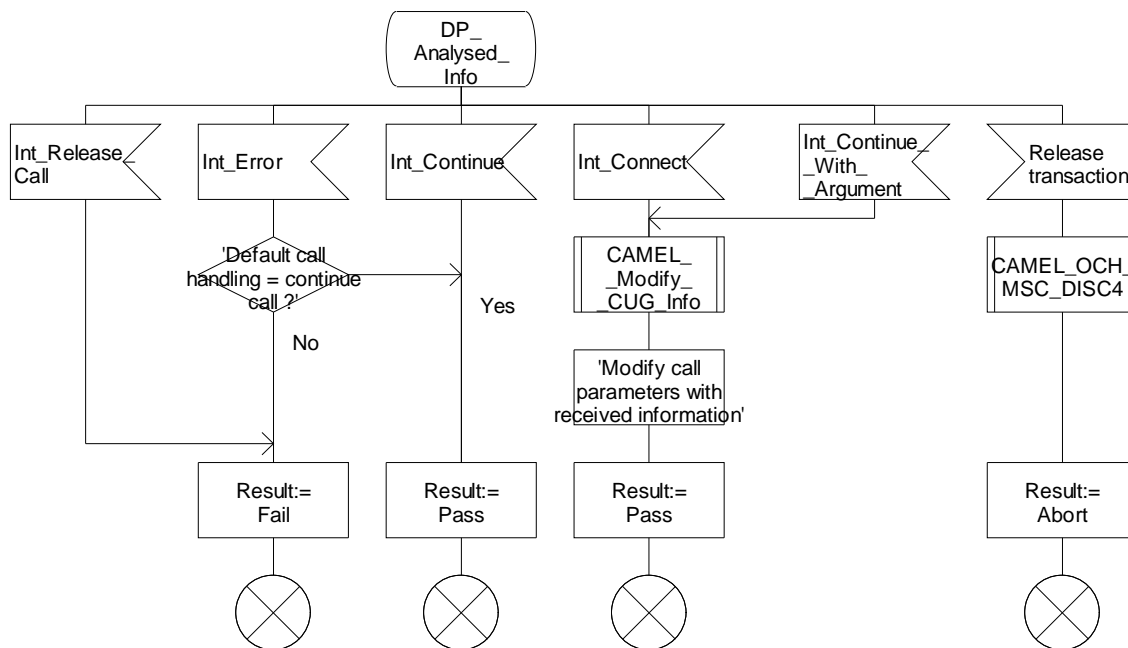 DP_
Analysed_
Info
Int_Release_
Call
Int_Error
Int_Continue
Int_Connect
Int_Continue_
_With_
_Argument
Release
transaction
'Default call
handling = continue
call ?'
Yes
No
CAMEL_
_Modify_
_CUG_Info
CAMEL_OCH_
MSC_DISC4
'Modify call
parameters with
received information'
Result:=
Fail
Result:=
Pass
Result:=
Pass
Result:=
Abort